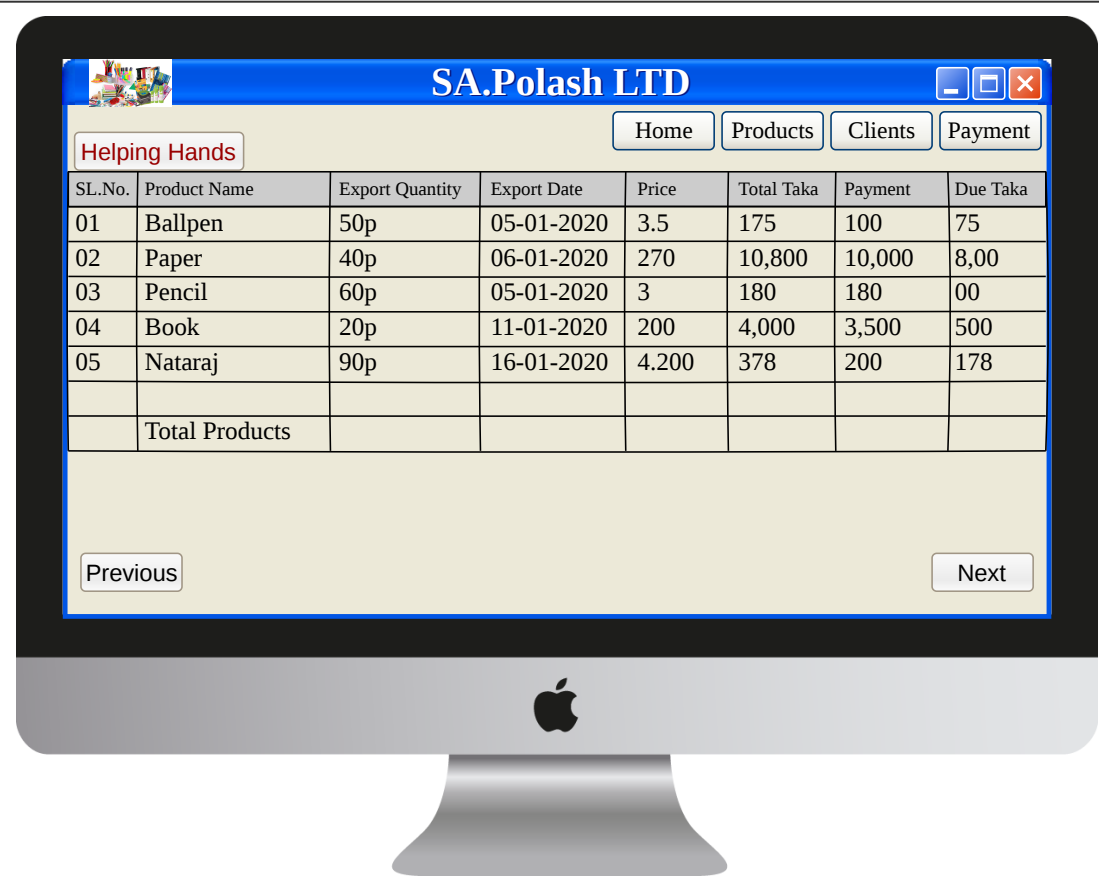 SA.Polash LTD
Home Products Clients Payment
Helping Hands
SL.No. Product Name Export Quantity Export Date Price Total Taka Payment Due Taka
01 Ballpen 50p 05-01-2020 3.5 175 100 75
02 Paper 40p 06-01-2020 270 10,800 10,000 8,00
03 Pencil 60p 05-01-2020 3 180 180 00
04 Book 20p 11-01-2020 200 4,000 3,500 500
05 Nataraj 90p 16-01-2020 4.200 378 200 178
Total Products
Previous Next